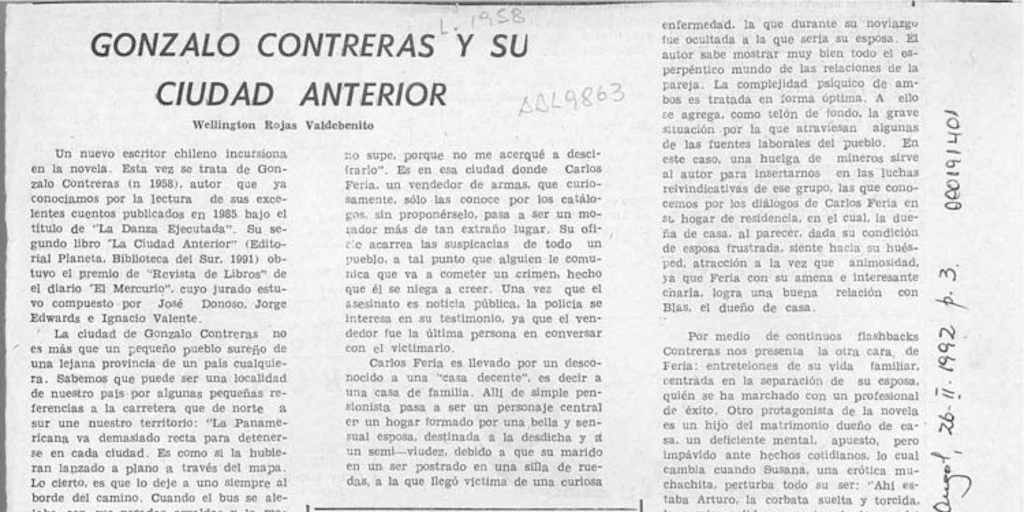 L. 1958
GONZALO CONTRERAS Y SU
CIUDAD ANTERIOR
AAL9863
Wellington Rojas Valdebenito
Un nuevo escritor chileno incursiona
en la novela. Esta vez se trata de Gon-
zalo Contreras (n 1958), autor que ya
conocíamos por la lectura de sus exce-
lentes cuentos publicados en 1985 bajo el
título de "La Danza Ejecutada". Su se-
gundo libro "La Ciudad Anterior" (Edito-
rial Planeta, Biblioteca del Sur, 1991) ob-
tuvo el premio de "Revista de Libros" de
el diario "El Mercurio", cuyo jurado estu-
vo compuesto por José Donoso, Jorge
Edwards e Ignacio Valente.
La ciudad de Gonzalo Contreras no
es más que un pequeño pueblo sureño de
una lejana provincia de un país cualquie-
ra. Sabemos que puede ser una localidad
de nuestro país por algunas pequeñas re-
ferencias a la carretera que de norte a
sur une nuestro territorio: "La Paname-
ricana va demasiado recta para detener-
se en cada ciudad. Es como si la hubie-
ran lanzado a plano a través del mapa.
Lo cierto, es que lo deje a uno siempre al
borde del camino. Cuando el bus se ale-
no supe, porque no me acerqué a desci-
frarlo". Es en esa ciudad donde Carlos
Feria, un vendedor de armas, que curio-
samente, sólo las conoce por los catálo-
gos, sin proponérselo, pasa a ser un mo-
rador más de tan extraño lugar. Su ofi-
cio acarrea las suspicacias de todo un
pueblo, a tal punto que alguien le comu-
nica que va a cometer un crimen, hecho
que él se niega a creer. Una vez que el
asesinato es noticia pública, la policía se
interesa en su testimonio, ya que el ven-
dedor fue la última persona en conversar
con el victimario.
Carlos Feria es llevado por un desco-
nocido a una "casa decente", es decir a
una casa de familia. Allí de simple pen-
sionista pasa a ser un personaje central
en un hogar formado por una bella y sen-
sual esposa, destinada a la desdicha y a
un semi-viudez, debido a que su marido
en un ser postrado en una silla de rue-
das, a la que llegó víctima de una curiosa
enfermedad, la que durante su noviazgo
fue ocultada a la que sería su esposa. El
autor sabe mostrar muy bien todo el es-
perpéntico mundo de las relaciones de la
pareja. La complejidad psíquico de am-
bos es tratada en forma óptima. A ello
se agrega, como telón de fondo, la grave
situación por la que atraviesan algunas
de las fuentes laborales del pueblo. En
este caso, una huelga de mineros sirve
al autor para insertarnos en las luchas
reivindicativas de ese grupo, las que cono-
cemos por los diálogos de Carlos Feria en
su hogar de residencia, en el cual, la due-
ña de casa, al parecer, dada su condición
de esposa frustrada, siente hacia su hués-
ped, atracción a la vez que animosidad,
ya que Feria con su amena e interesante
charla, logra una buena relación con
Blas, el dueño de casa.
Por medio de continuos flashbacks
Contreras nos presenta la otra cara, de
Feria: entretelones de su vida familiar,
centrada en la separación de su esposa,
quién se ha marchado con un profesional
de éxito. Otro protagonista de la novela
es un hijo del matrimonio dueño de ca-
sa, un deficiente mental, apuesto, pero
impávido ante hechos cotidianos, lo cual
cambia cuando Susana, una erótica mu-
chachita, perturba todo su ser: "Ahí es-
taba Arturo, la corbata suelta y torcida,
Angol, 26-II-1992 p. 3. 000191401